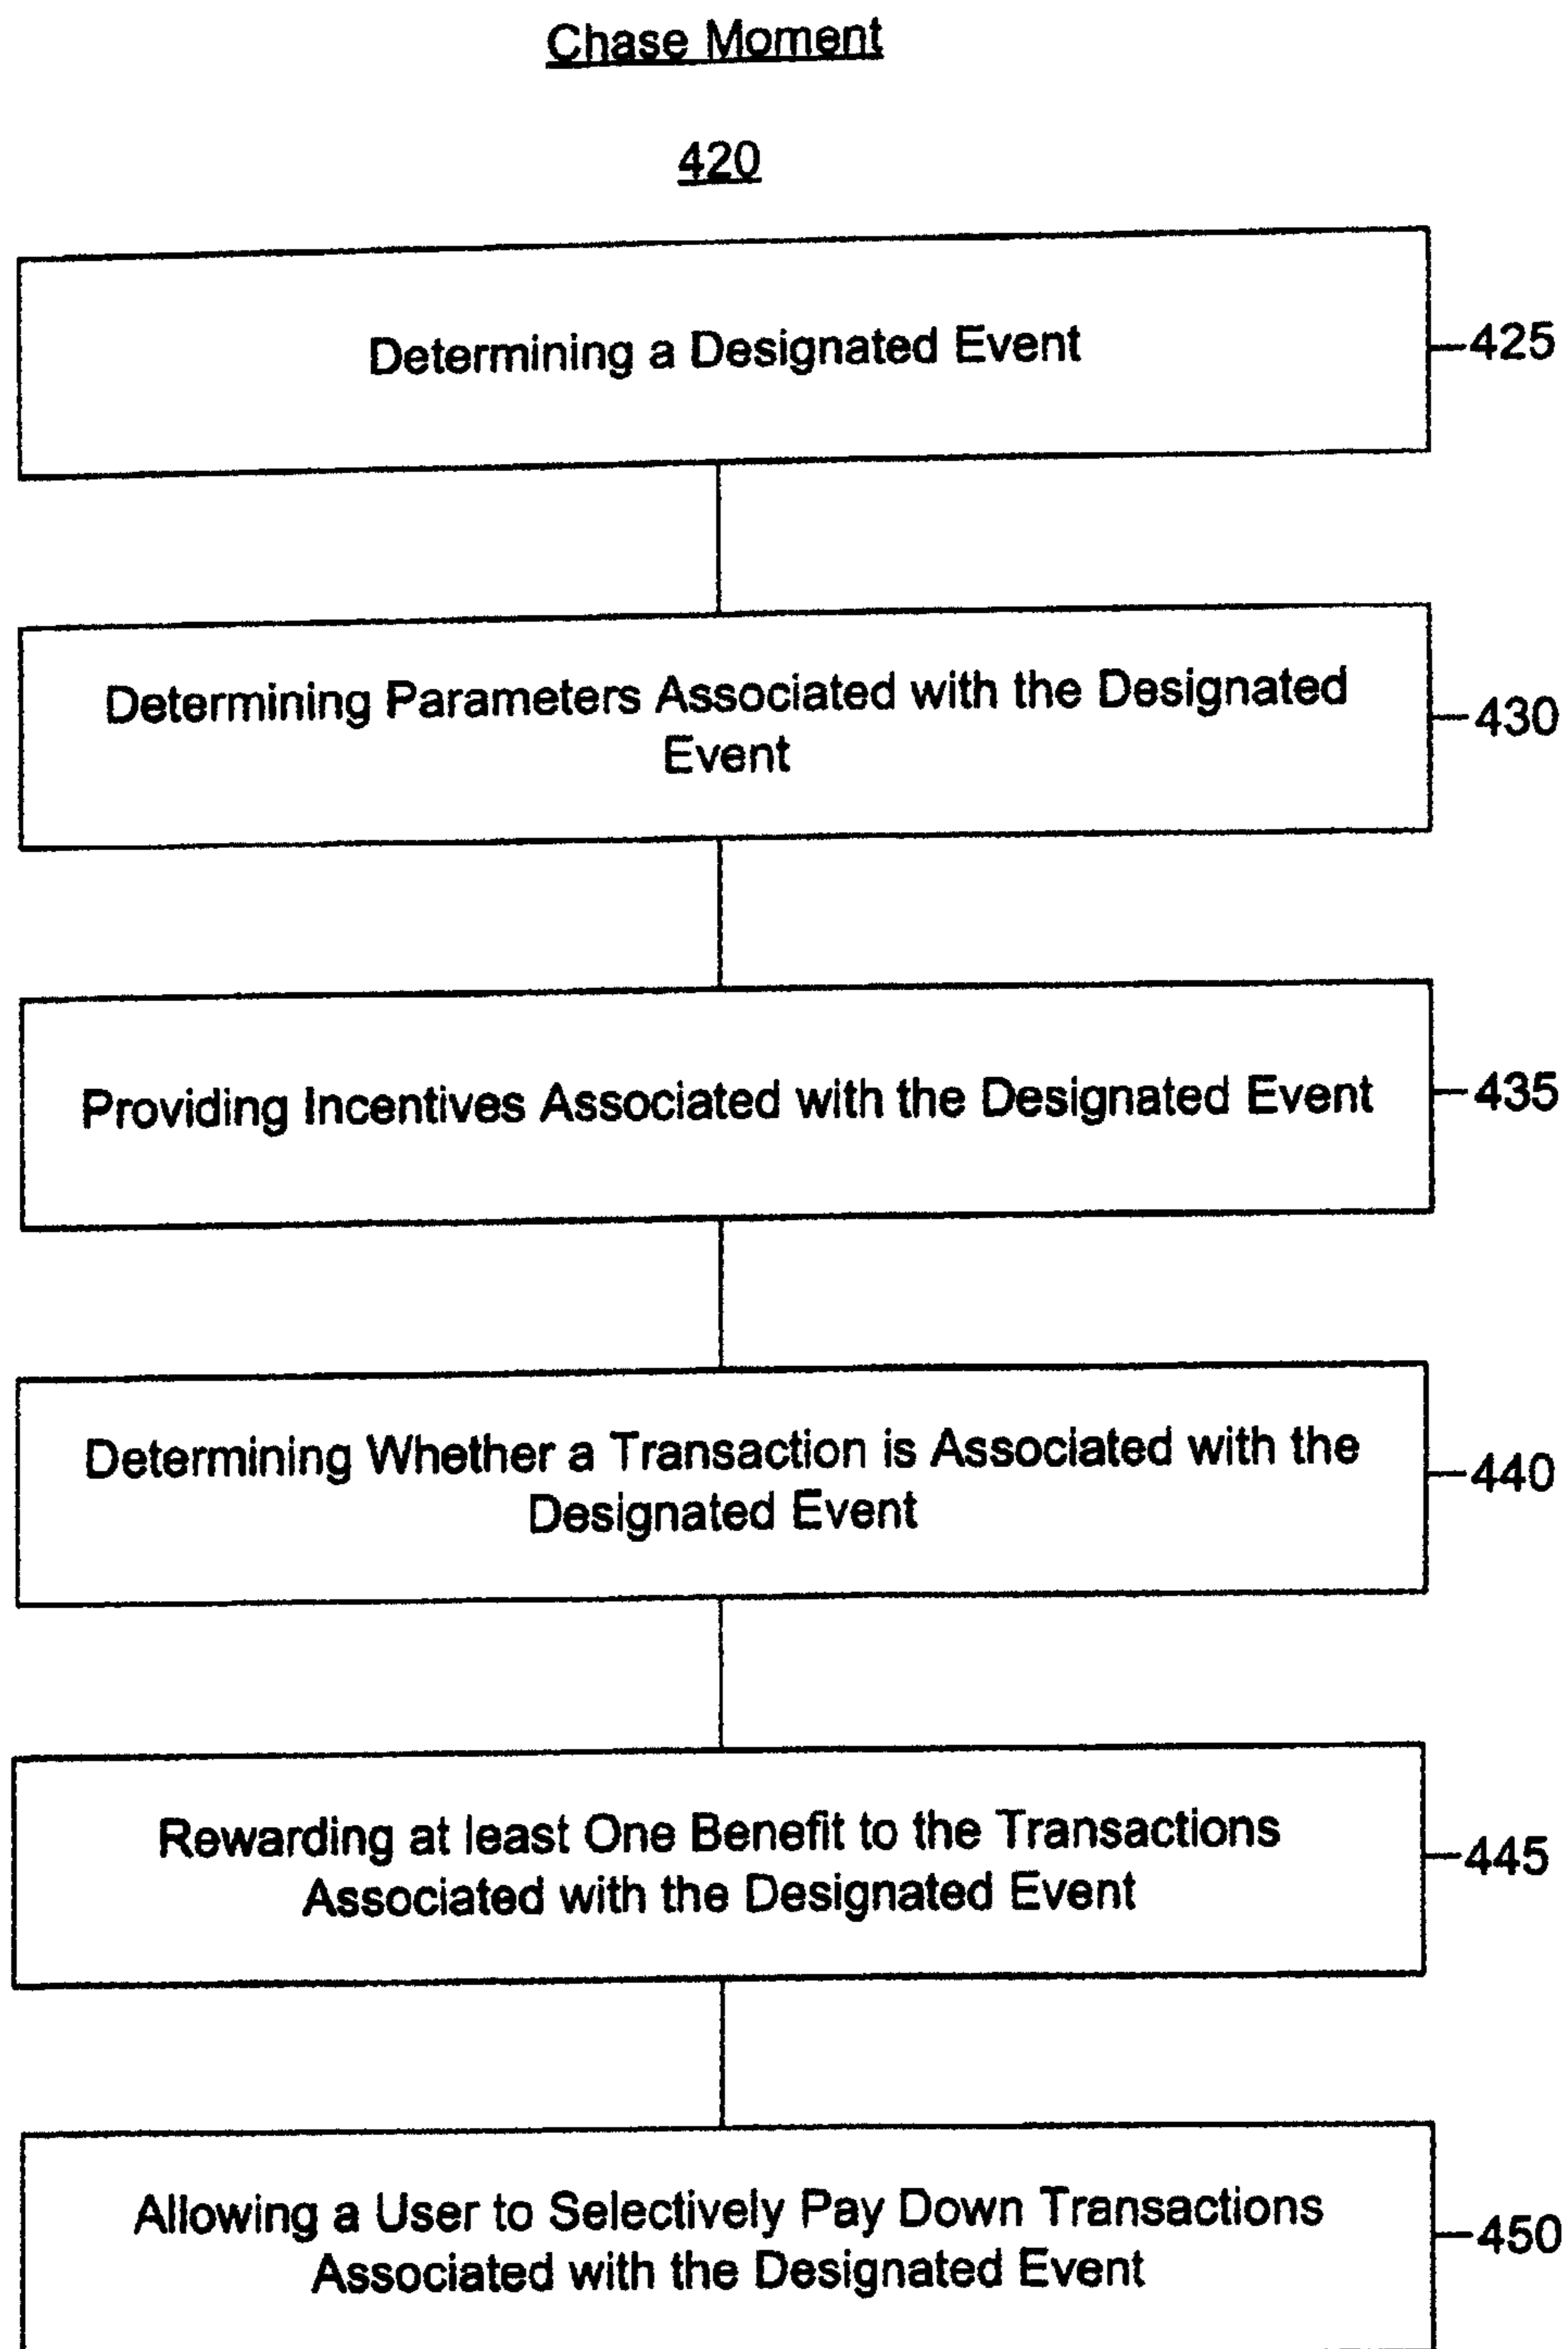 Chase Moment
420
Determining a Designated Event
425
Determining Parameters Associated with the Designated
Event
430
Providing Incentives Associated with the Designated Event
435
Determining Whether a Transaction is Associated with the
Designated Event
440
Rewarding at least One Benefit to the Transactions
Associated with the Designated Event
445
Allowing a User to Selectively Pay Down Transactions
Associated with the Designated Event
450